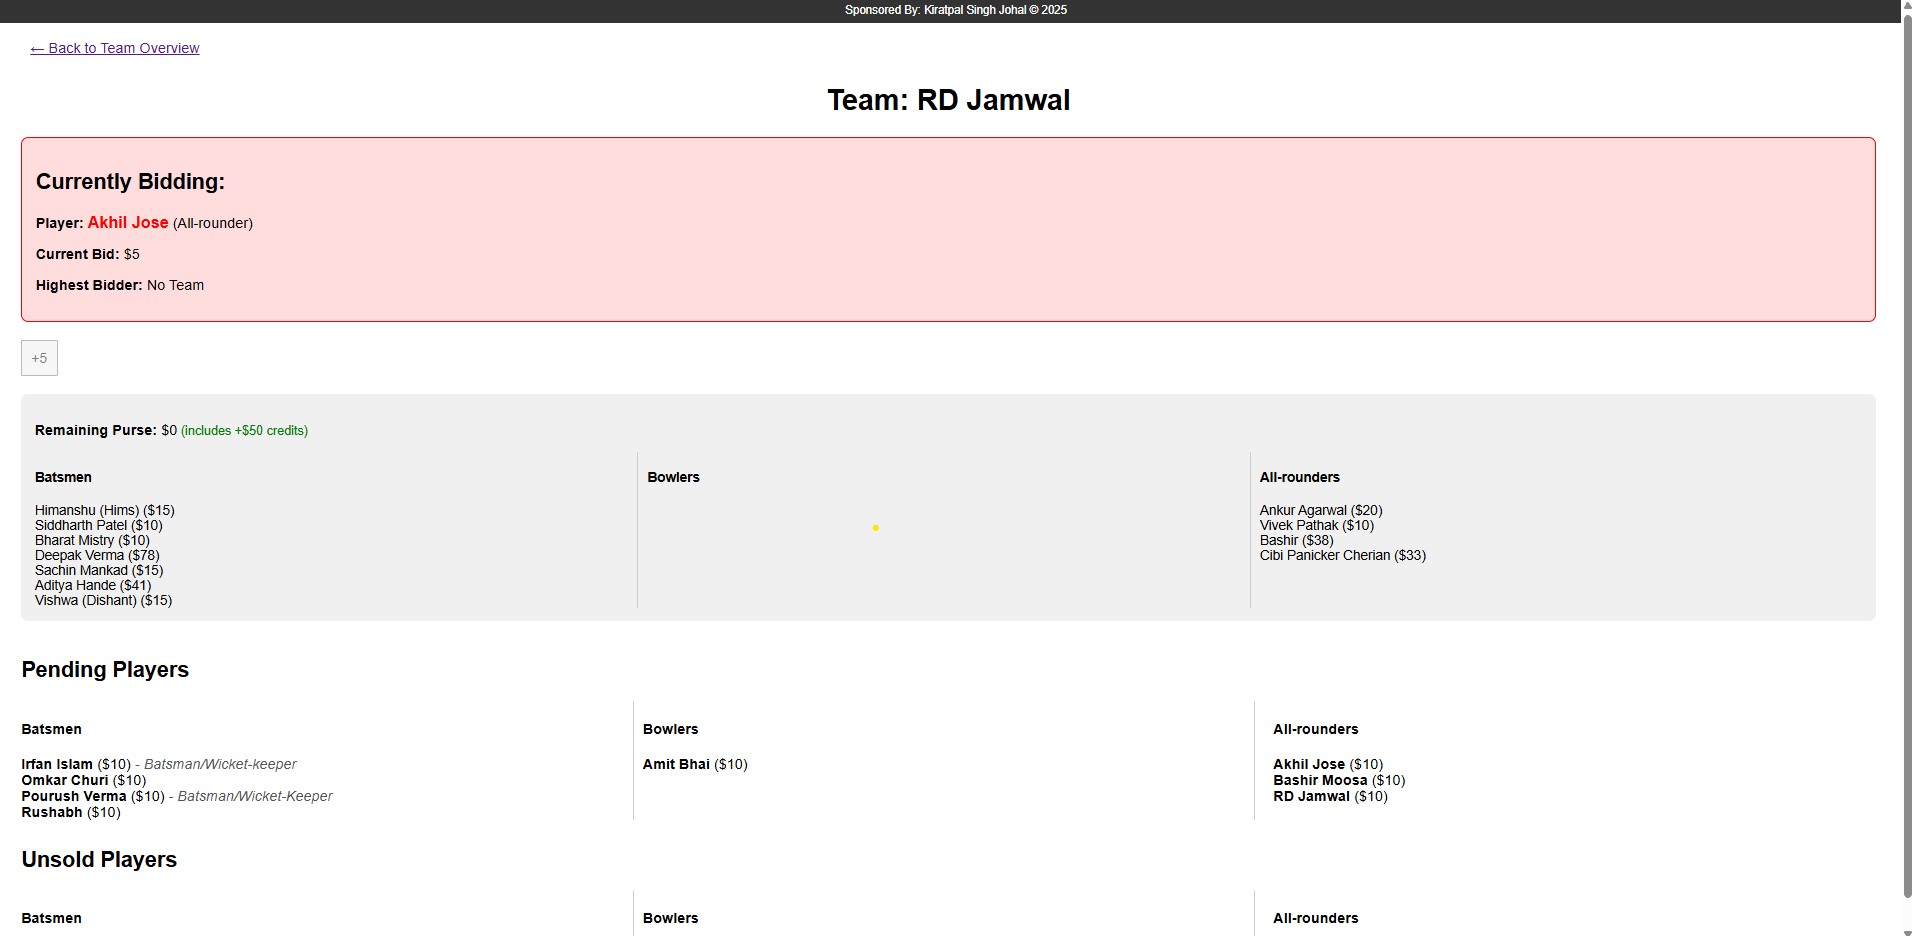 Sponsored By: Kiratpal Singh Johal © 2025
← Back to Team Overview
Team: RD Jamwal
Currently Bidding:
Player: Akhil Jose (All-rounder)
Current Bid: $5
Highest Bidder: No Team
+5
Remaining Purse: $0 (includes +$50 credits)
Batsmen
Himanshu (Hims) ($15)
Siddharth Patel ($10)
Bharat Mistry ($10)
Deepak Verma ($78)
Sachin Mankad ($15)
Aditya Hande ($41)
Vishwa (Dishant) ($15)
Bowlers
All-rounders
Ankur Agarwal ($20)
Vivek Pathak ($10)
Bashir ($38)
Cibi Panicker Cherian ($33)
Pending Players
Batsmen
Irfan Islam ($10) - Batsman/Wicket-keeper
Omkar Churi ($10)
Pourush Verma ($10) - Batsman/Wicket-Keeper
Rushabh ($10)
Bowlers
Amit Bhai ($10)
All-rounders
Akhil Jose ($10)
Bashir Moosa ($10)
RD Jamwal ($10)
Unsold Players
Batsmen
Bowlers
All-rounders